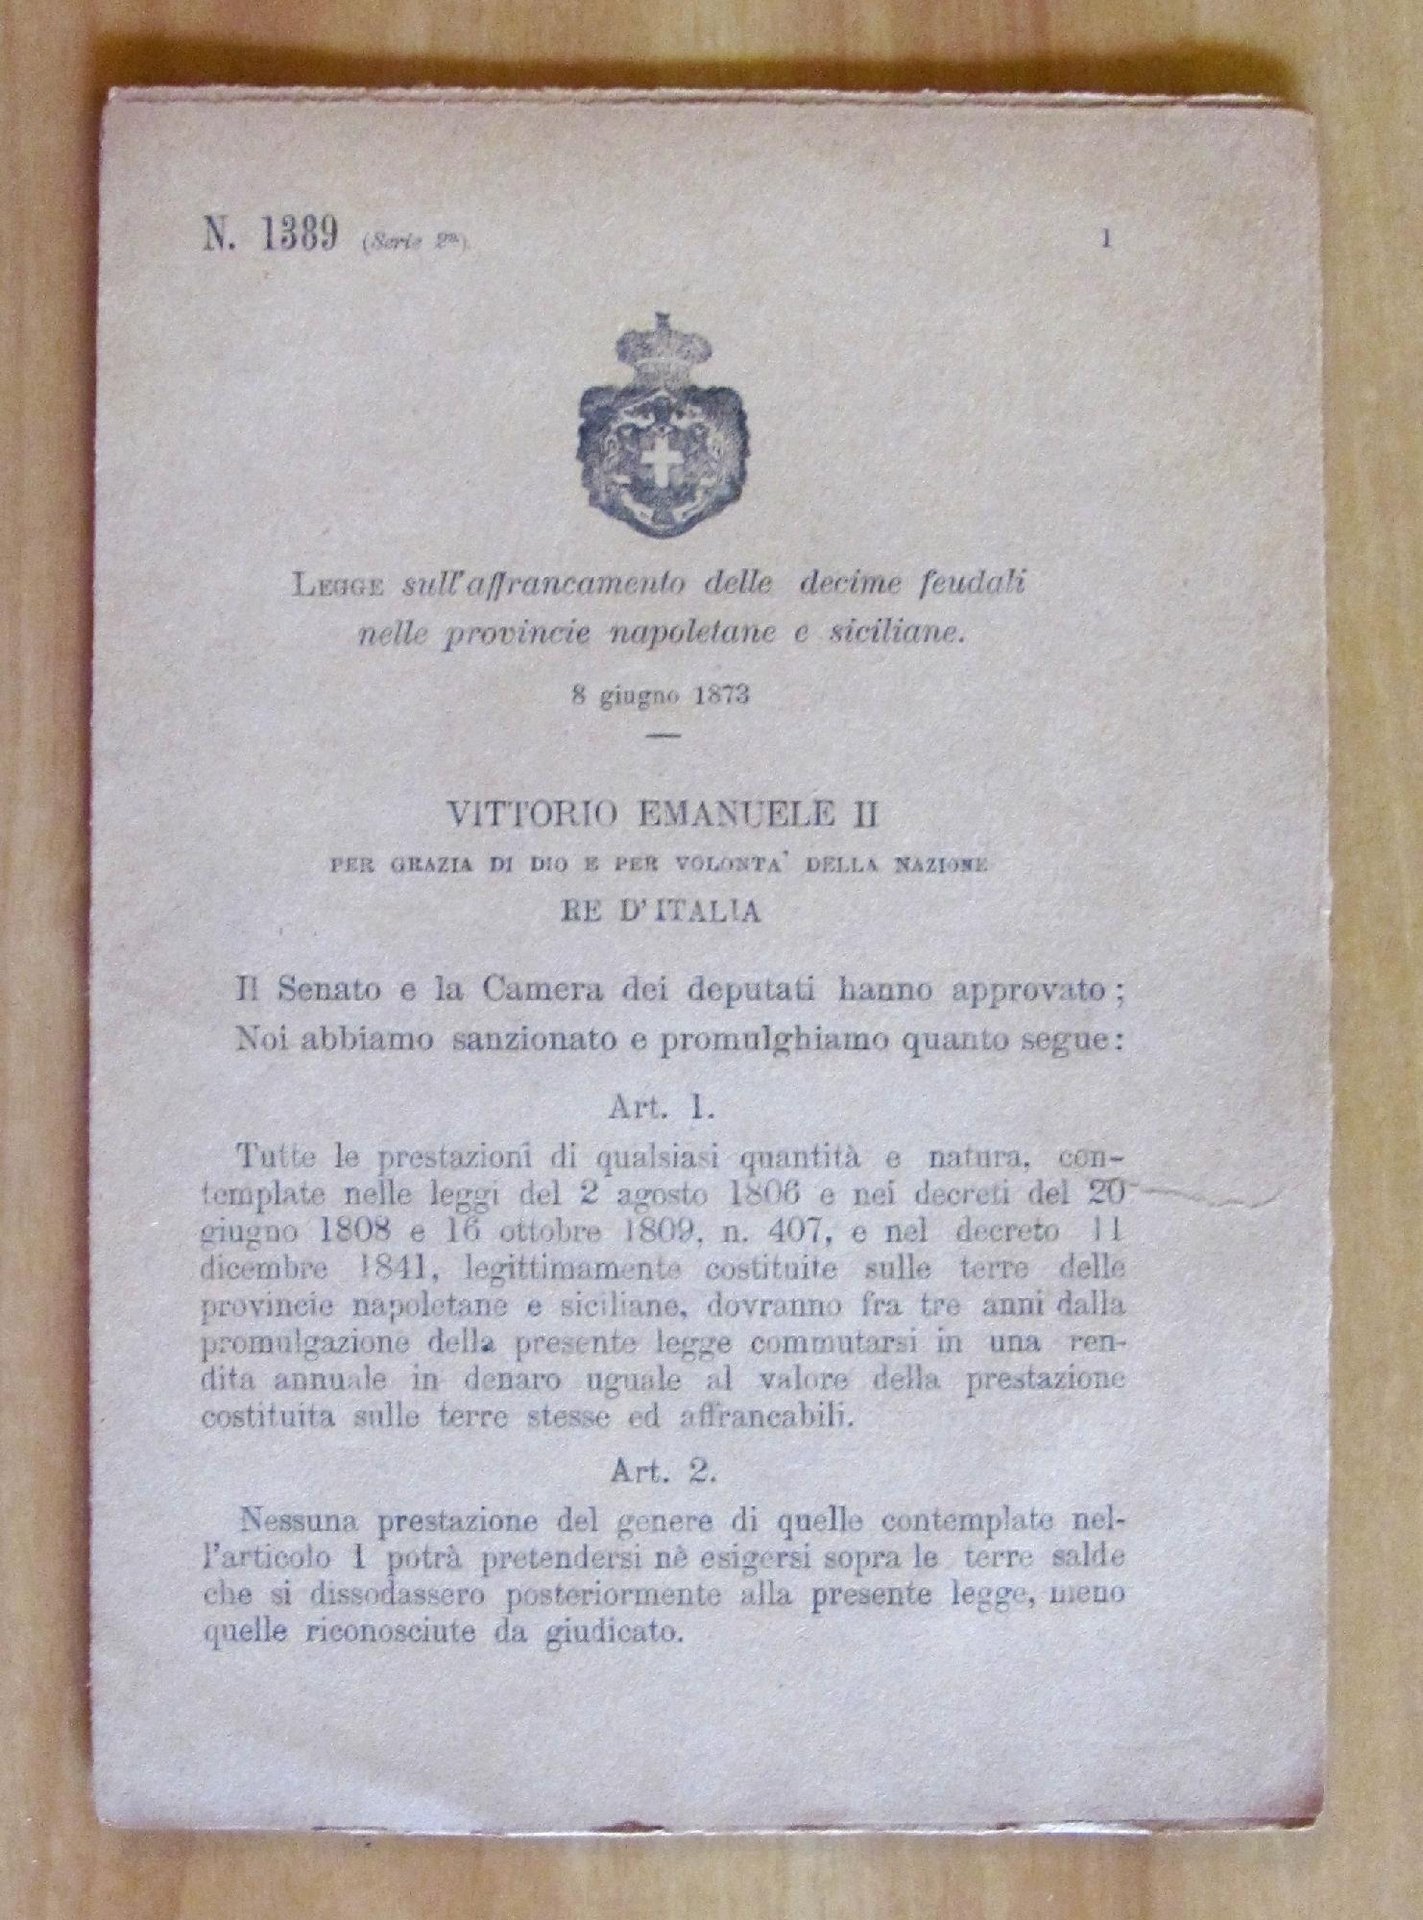 N. 1389 (Serie 2ª). 1
LEGGE sull'affrancamento delle decime feudali
nelle provincie napoletane e siciliane.
8 giugno 1873
VITTORIO EMANUELE II
PER GRAZIA DI DIO E PER VOLONTA' DELLA NAZIONE
RE D'ITALIA
Il Senato e la Camera dei deputati hanno approvato;
Noi abbiamo sanzionato e promulghiamo quanto segue:
Art. 1.
Tutte le prestazioni di qualsiasi quantità e natura, con-
template nelle leggi del 2 agosto 1806 e nei decreti del 20
giugno 1808 e 16 ottobre 1809, n. 407, e nel decreto 11
dicembre 1841, legittimamente costituite sulle terre delle
provincie napoletane e siciliane, dovranno fra tre anni dalla
promulgazione della presente legge commutarsi in una ren-
dita annuale in denaro uguale al valore della prestazione
costituita sulle terre stesse ed affrancabili.
Art. 2.
Nessuna prestazione del genere di quelle contemplate nel-
l'articolo 1 potrà pretendersi nè esigersi sopra le terre salde
che si dissodassero posteriormente alla presente legge, meno
quelle riconosciute da giudicato.